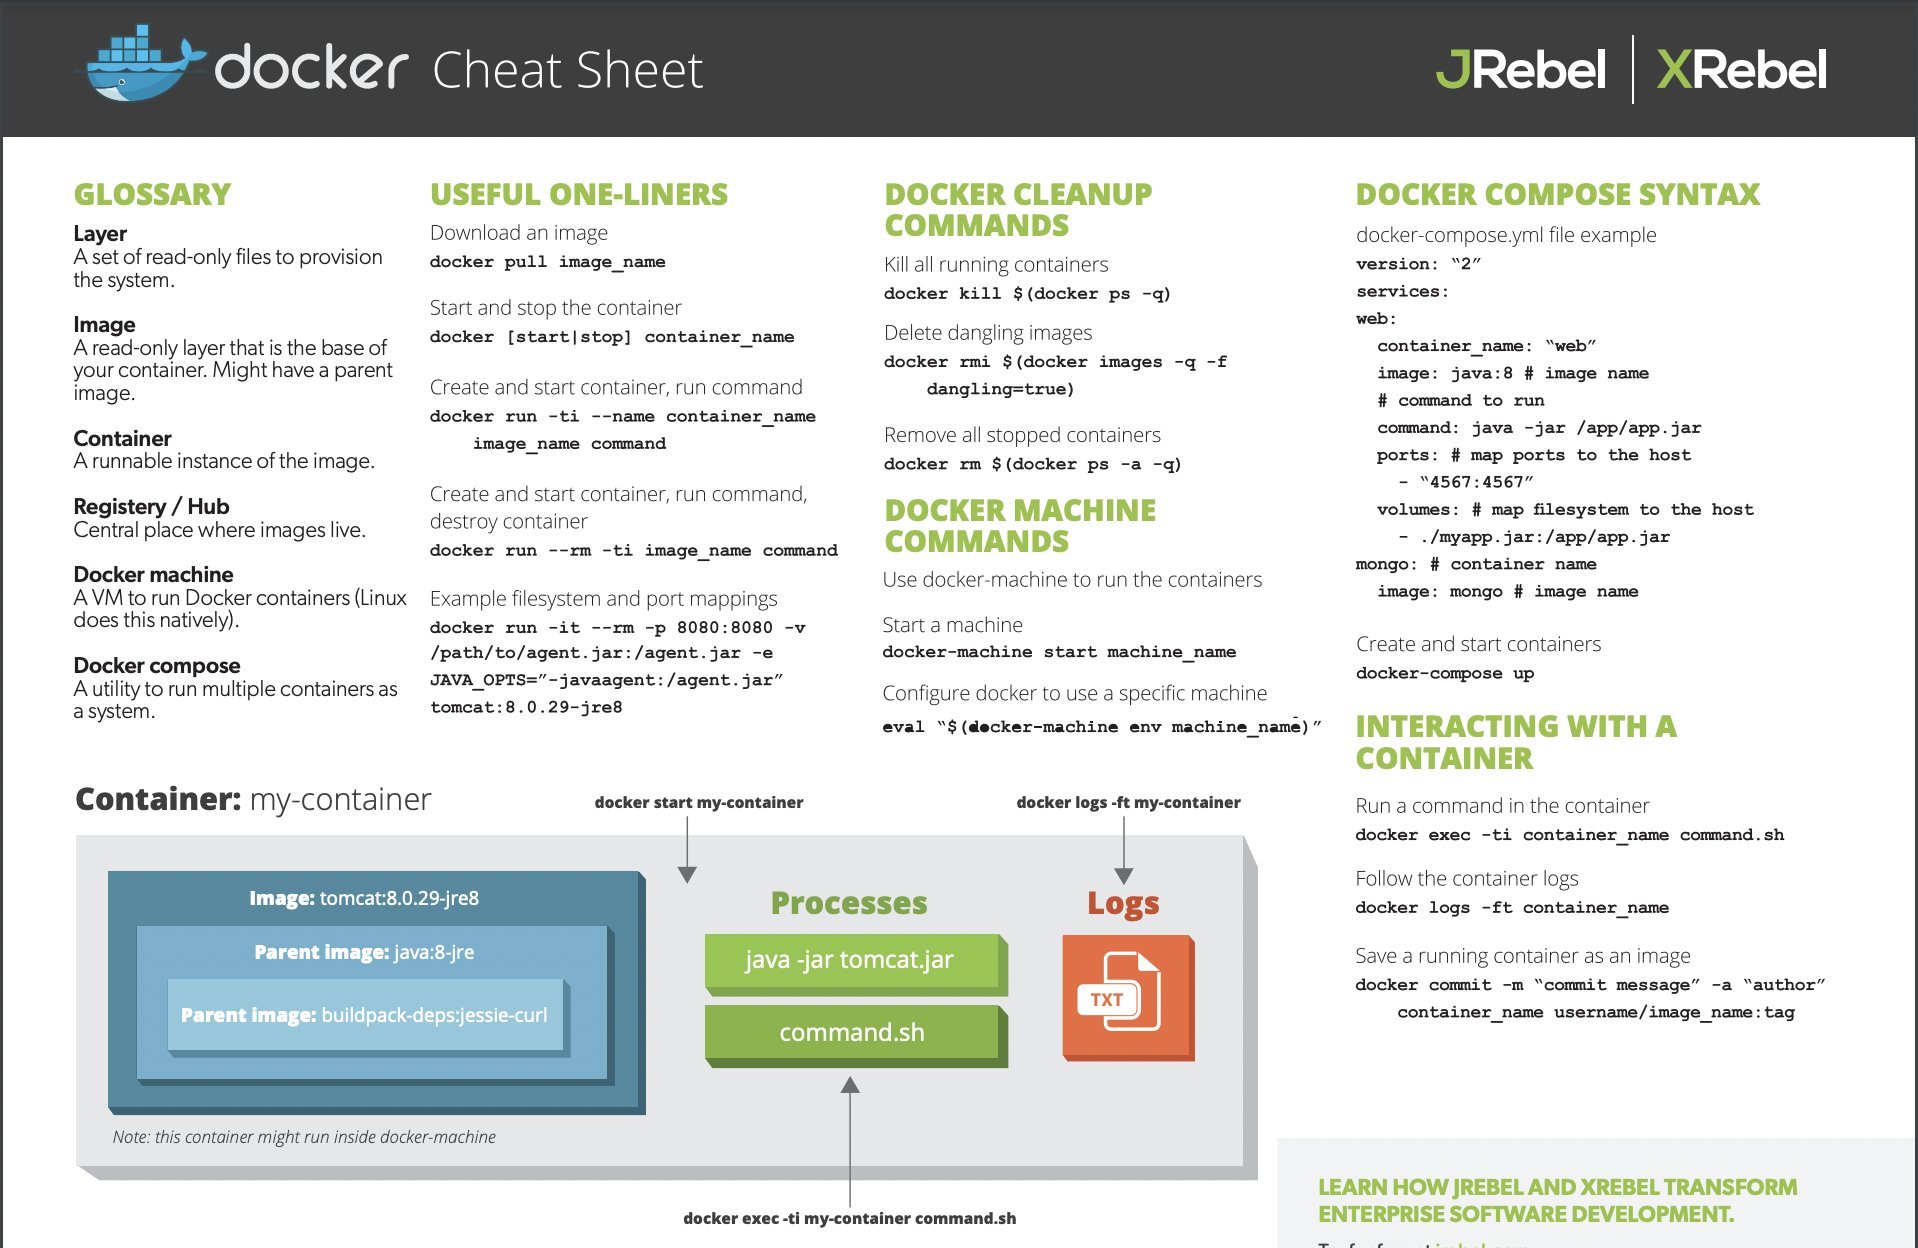 docker Cheat Sheet
JRebel | XRebel
GLOSSARY
Layer
A set of read-only files to provision
the system.
Image
A read-only layer that is the base of
your container. Might have a parent
image.
Container
A runnable instance of the image.
Registery / Hub
Central place where images live.
Docker machine
A VM to run Docker containers (Linux
does this natively).
Docker compose
A utility to run multiple containers as
a system.
USEFUL ONE-LINERS
Download an image
docker pull image_name
Start and stop the container
docker [start|stop] container_name
Create and start container, run command
docker run -ti --name container_name
image_name command
Create and start container, run command,
destroy container
docker run --rm -ti image_name command
Example filesystem and port mappings
docker run -it --rm -p 8080:8080 -v
/path/to/agent.jar:/agent.jar -e
JAVA_OPTS=”-javaagent:/agent.jar”
tomcat:8.0.29-jre8
DOCKER CLEANUP
COMMANDS
Kill all running containers
docker kill $(docker ps -q)
Delete dangling images
docker rmi $(docker images -q -f
dangling=true)
Remove all stopped containers
docker rm $(docker ps -a -q)
DOCKER MACHINE
COMMANDS
Use docker-machine to run the containers
Start a machine
docker-machine start machine_name
Configure docker to use a specific machine
eval “$(docker-machine env machine_name)”
DOCKER COMPOSE SYNTAX
docker-compose.yml file example
version: “2”
services:
web:
container_name: “web”
image: java:8 # image name
# command to run
command: java -jar /app/app.jar
ports: # map ports to the host
- “4567:4567”
volumes: # map filesystem to the host
- ./myapp.jar:/app/app.jar
mongo: # container name
image: mongo # image name
Create and start containers
docker-compose up
INTERACTING WITH A
CONTAINER
Run a command in the container
docker exec -ti container_name command.sh
Follow the container logs
docker logs -ft container_name
Save a running container as an image
docker commit -m “commit message” -a “author”
container_name username/image_name:tag
Container: my-container
docker start my-container
docker logs -ft my-container
Image: tomcat:8.0.29-jre8
Parent image: java:8-jre
Parent image: buildpack-deps:jessie-curl
Note: this container might run inside docker-machine
Processes
java -jar tomcat.jar
command.sh
Logs
TXT
docker exec -ti my-container command.sh
LEARN HOW JREBEL AND XREBEL TRANSFORM
ENTERPRISE SOFTWARE DEVELOPMENT.